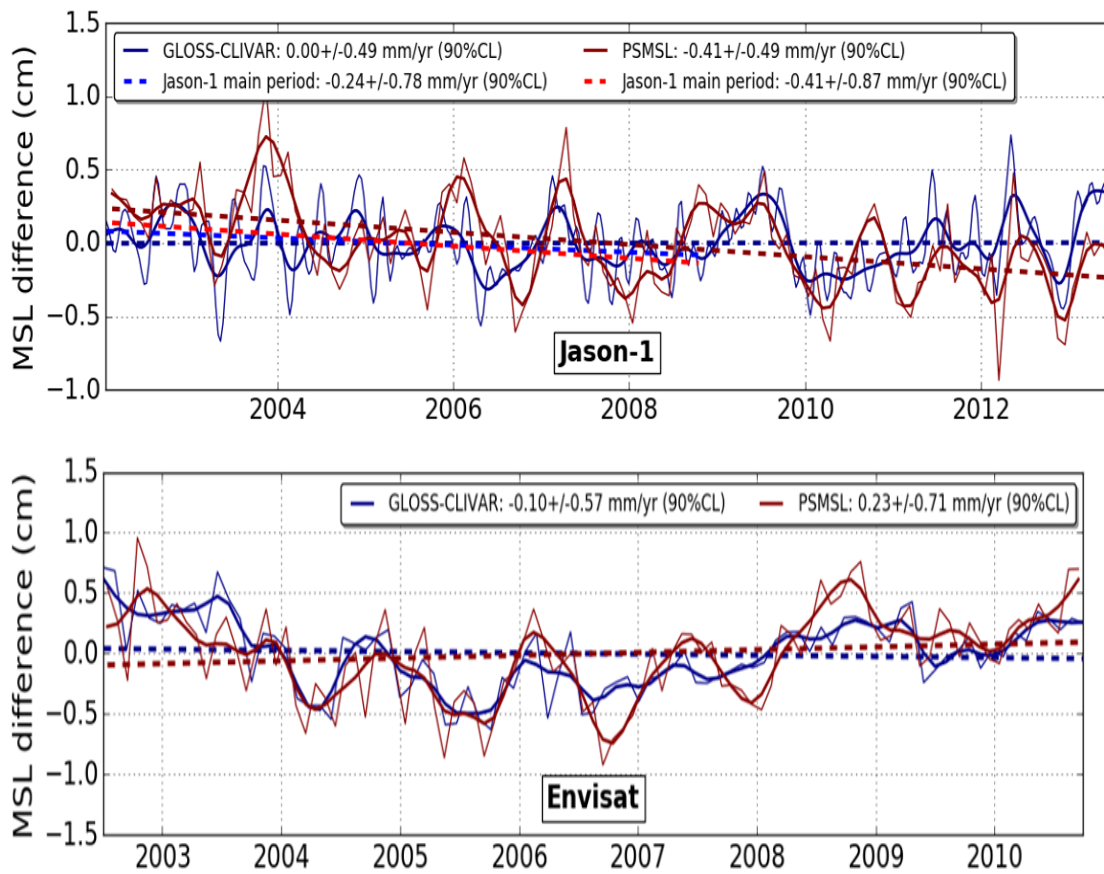 MSL difference (cm)
1.5
1.0
0.5
0.0
−0.5
−1.0
GLOSS-CLIVAR: 0.00+/-0.49 mm/yr (90%CL)
Jason-1 main period: -0.24+/-0.78 mm/yr (90%CL)
PSMSL: -0.41+/-0.49 mm/yr (90%CL)
Jason-1 main period: -0.41+/-0.87 mm/yr (90%CL)
Jason-1
2004 2006 2008 2010 2012
MSL difference (cm)
1.5
1.0
0.5
0.0
−0.5
−1.0
−1.5
GLOSS-CLIVAR: -0.10+/-0.57 mm/yr (90%CL)
PSMSL: 0.23+/-0.71 mm/yr (90%CL)
Envisat
2003 2004 2005 2006 2007 2008 2009 2010